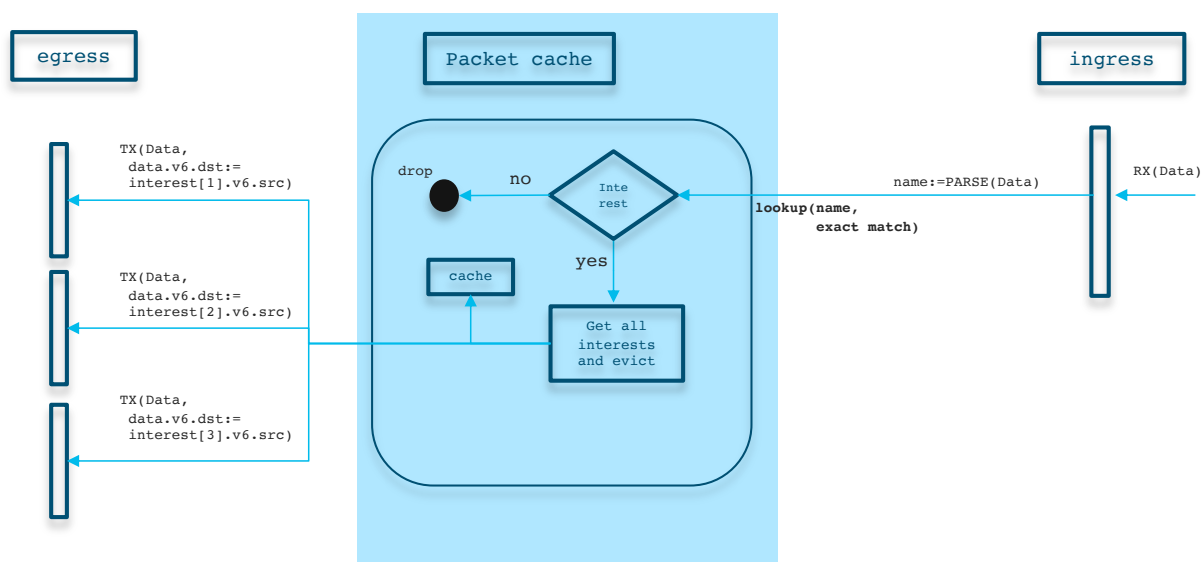 egress
Packet cache
ingress
TX(Data,
data.v6.dst:=
interest[1].v6.src)
drop
no
Inte
rest
name:=PARSE(Data)
RX(Data)
lookup(name,
exact match)
yes
cache
TX(Data,
data.v6.dst:=
interest[2].v6.src)
Get all
interests
and evict
TX(Data,
data.v6.dst:=
interest[3].v6.src)